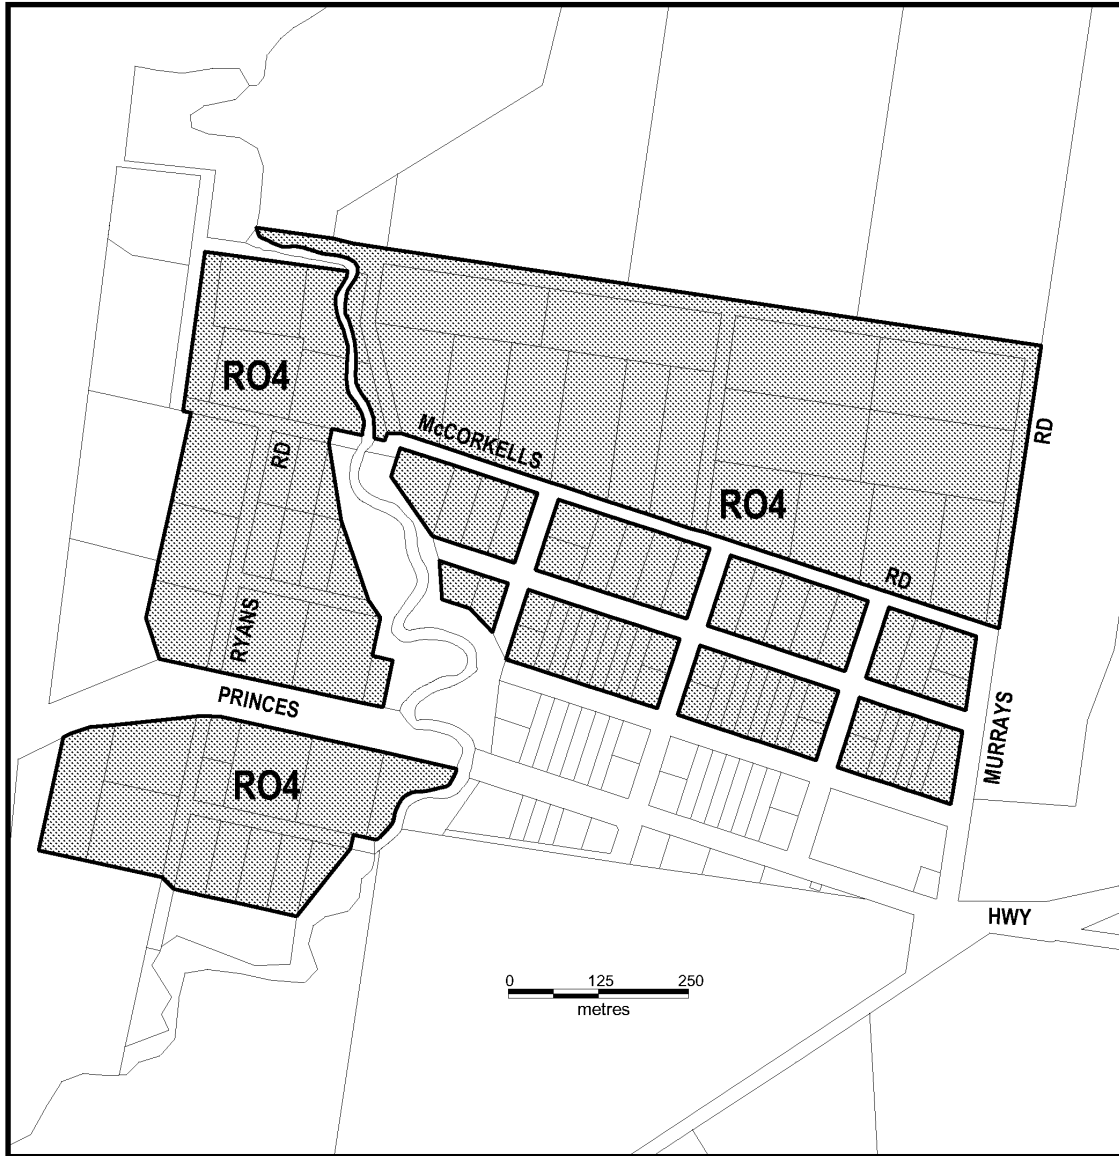 RO4
McCORKELLS
RD
RD
RO4
RD
RYANS
PRINCES
MURRAYS
RO4
HWY
0 125 250
metres